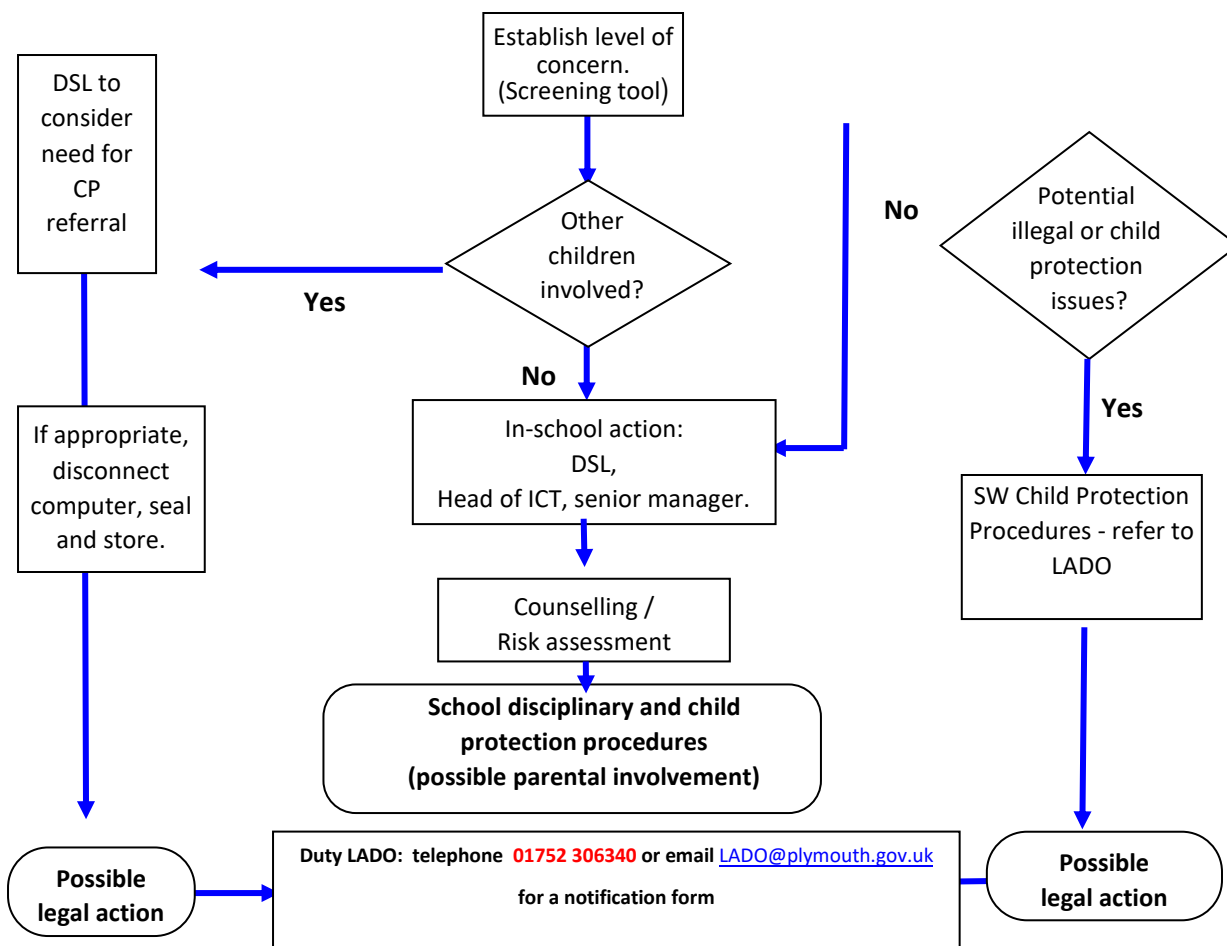 Establish level of
concern.
(Screening tool)
DSL to
consider
need for
CP
referral
Other
children
involved?
No
Potential
illegal or child
protection
issues?
Yes
No
Yes
If appropriate,
disconnect
computer, seal
and store.
In-school action:
DSL,
Head of ICT, senior manager.
SW Child Protection
Procedures - refer to
LADO
Counselling /
Risk assessment
School disciplinary and child
protection procedures
(possible parental involvement)
Possible
legal action
Duty LADO: telephone 01752 306340 or email LADO@plymouth.gov.uk
for a notification form
Possible
legal action